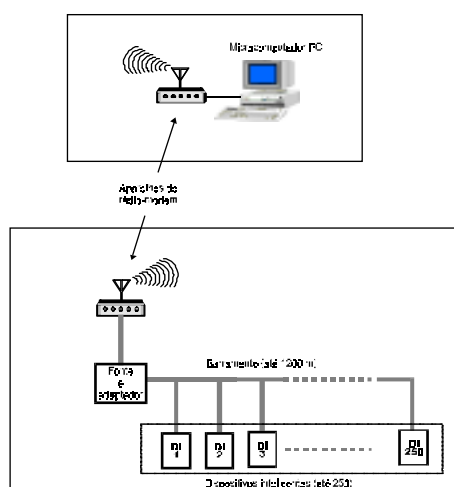 Microcomputador PC
Aparelhos de
rádio-modem
Barramento (até 1200 m)
Fonte
e
adaptador
DI
1
DI
2
DI
3
DI
250
Dispositivos inteligentes (até 250)